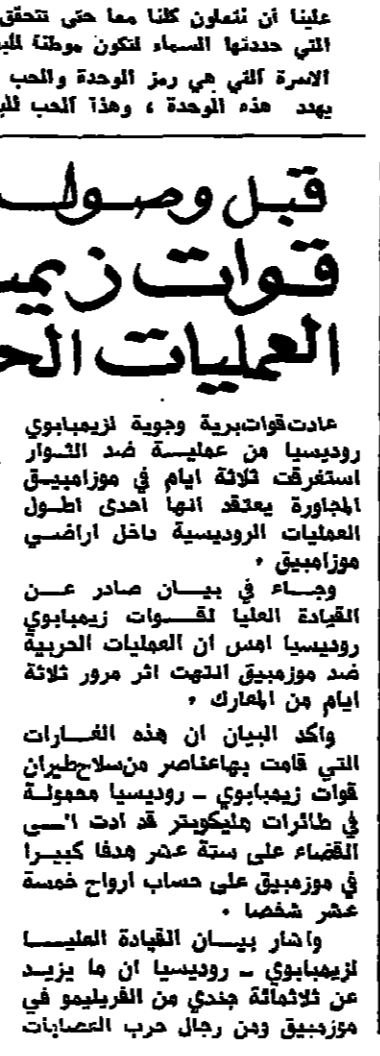 علينا أن نتعاون كلنا معا حتى تتحقق
التي حددتها السماء لتكون موطنة
الاسرة التي هي رمز الوحدة والحب
يهدد هذه الوحدة ، وهذا الحب
قبل وصول
قوات
العمليات
عادت قوات برية وجوية لزيمبابوي
روديسيا من عملية ضد الثوار
استغرقت ثلاثة ايام في موزامبيق
المجاورة يعتقد انها احدى اطول
العمليات الروديسية داخل اراضي
موزامبيق .
وجاء في بيان صادر عن
القيادة العليا لقوات زيمبابوي
روديسيا امس ان العمليات الحربية
ضد موزمبيق انتهت اثر مرور ثلاثة
ايام من المعارك .
واكد البيان ان هذه الغارات
التي قامت بها عناصر من سلاح طيران
قوات زيمبابوي - روديسيا محمولة
في طائرات هليكوبتر قد ادت الى
القضاء على ستة عشر هدفا كبيرا
في موزمبيق على حساب ارواح خمسة
عشر شخصا .
واشار بيان القيادة العليا
لزيمبابوي - روديسيا ان ما يزيد
عن ثلاثمائة جندي من الفريليمو في
موزمبيق ومن رجال حرب العصابات